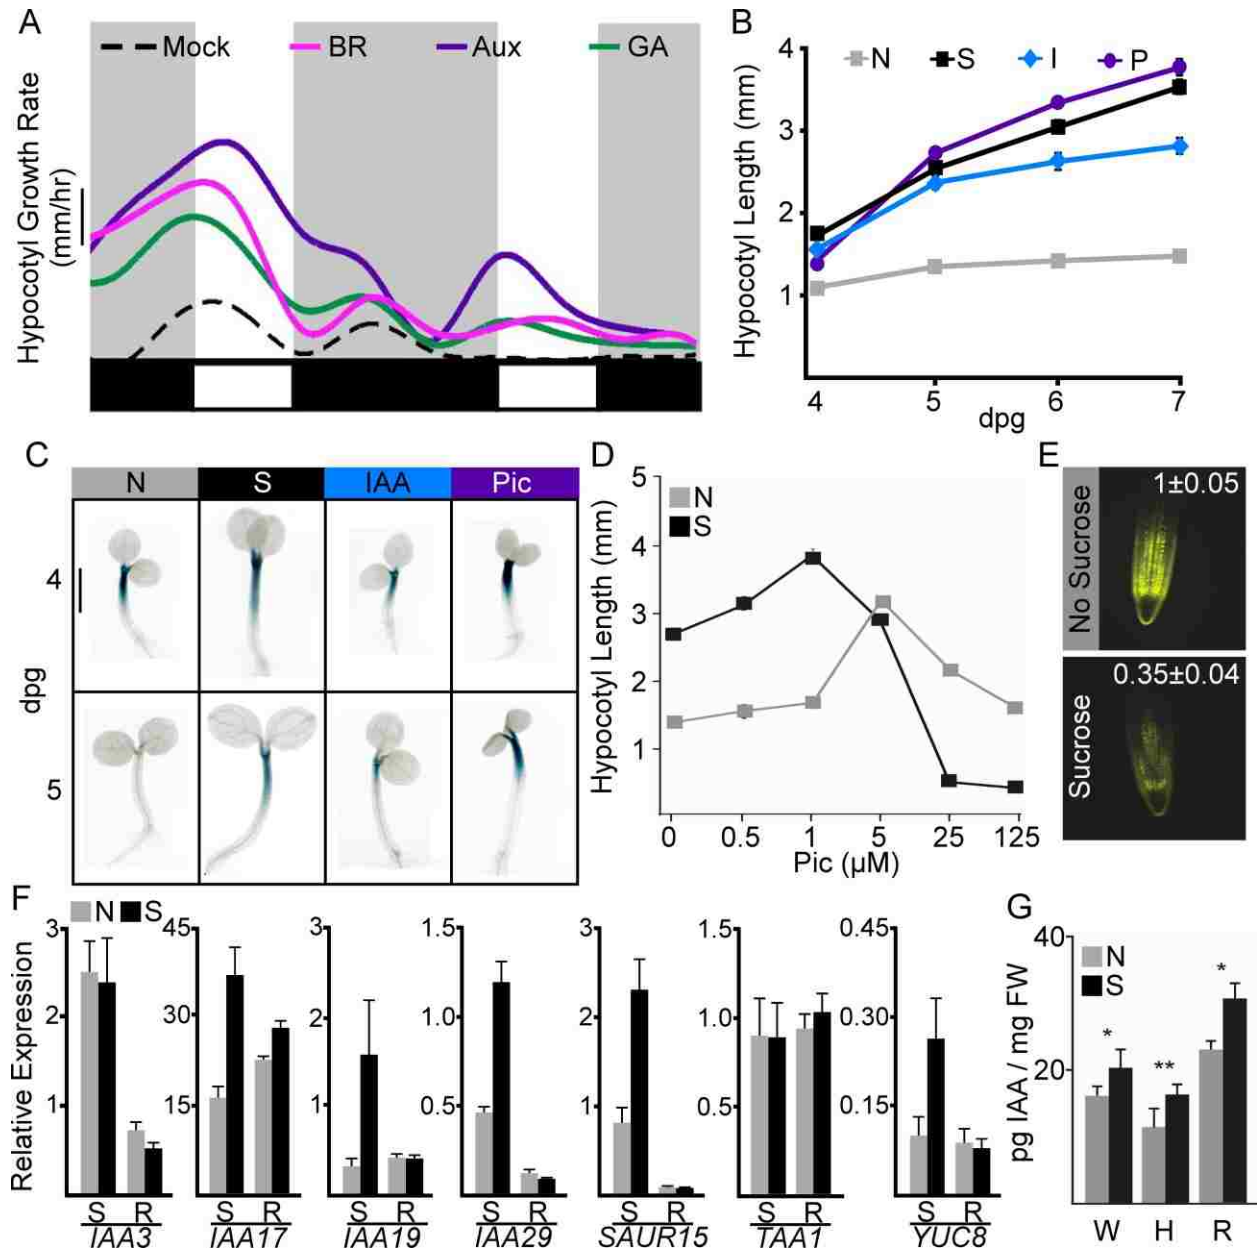 A
Mock BR Aux GA
Hypocotyl Growth Rate
(mm/hr)
B
N S I P
Hypocotyl Length (mm)
4
3
2
1
4 5 6 7
dpg
C
N S IAA Pic
dpg
4
5
D
N
S
Hypocotyl Length (mm)
5
4
3
2
1
0 0.5 1 5 25 125
Pic (µM)
E
No Sucrose
1±0.05
Sucrose
0.35±0.04
F
N S
Relative Expression
3 45 3 1.5 3 1.5 0.45
2 30 2 1.0 2 1.0 0.30
1 15 1 0.5 1 0.5 0.15
S R S R S R S R S R S R S R
IAA3 IAA17 IAA19 IAA29 SAUR15 TAA1 YUC8
G
N
S
pg IAA / mg FW
40
20
* ** *
W H R